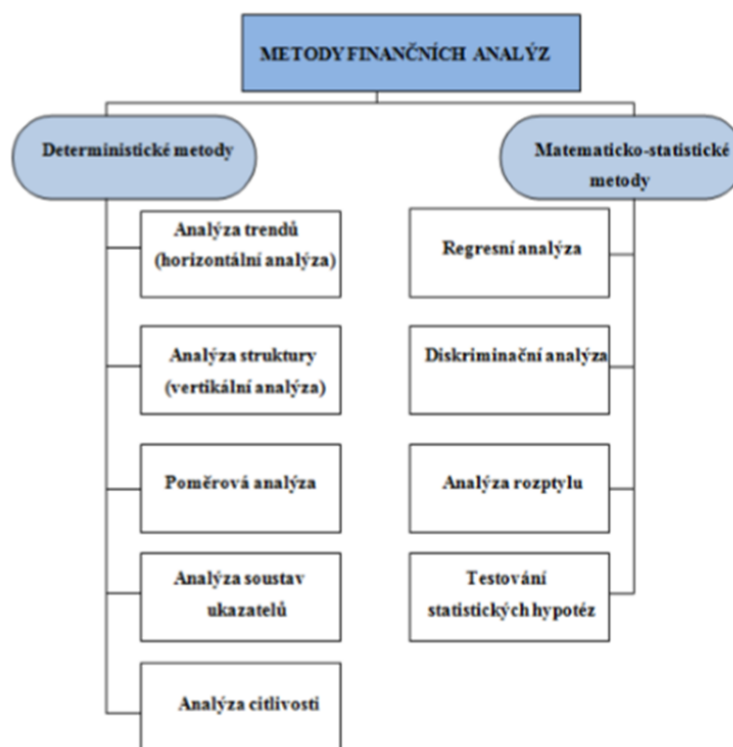 METODY FINANČNÍCH ANALÝZ
Deterministické metody
Analýza trendů
(horizontální analýza)
Analýza struktury
(vertikální analýza)
Poměrová analýza
Analýza soustav
ukazatelů
Analýza citlivosti
Matematicko-statistické
metody
Regresní analýza
Diskriminační analýza
Analýza rozptylu
Testování
statistických hypotéz